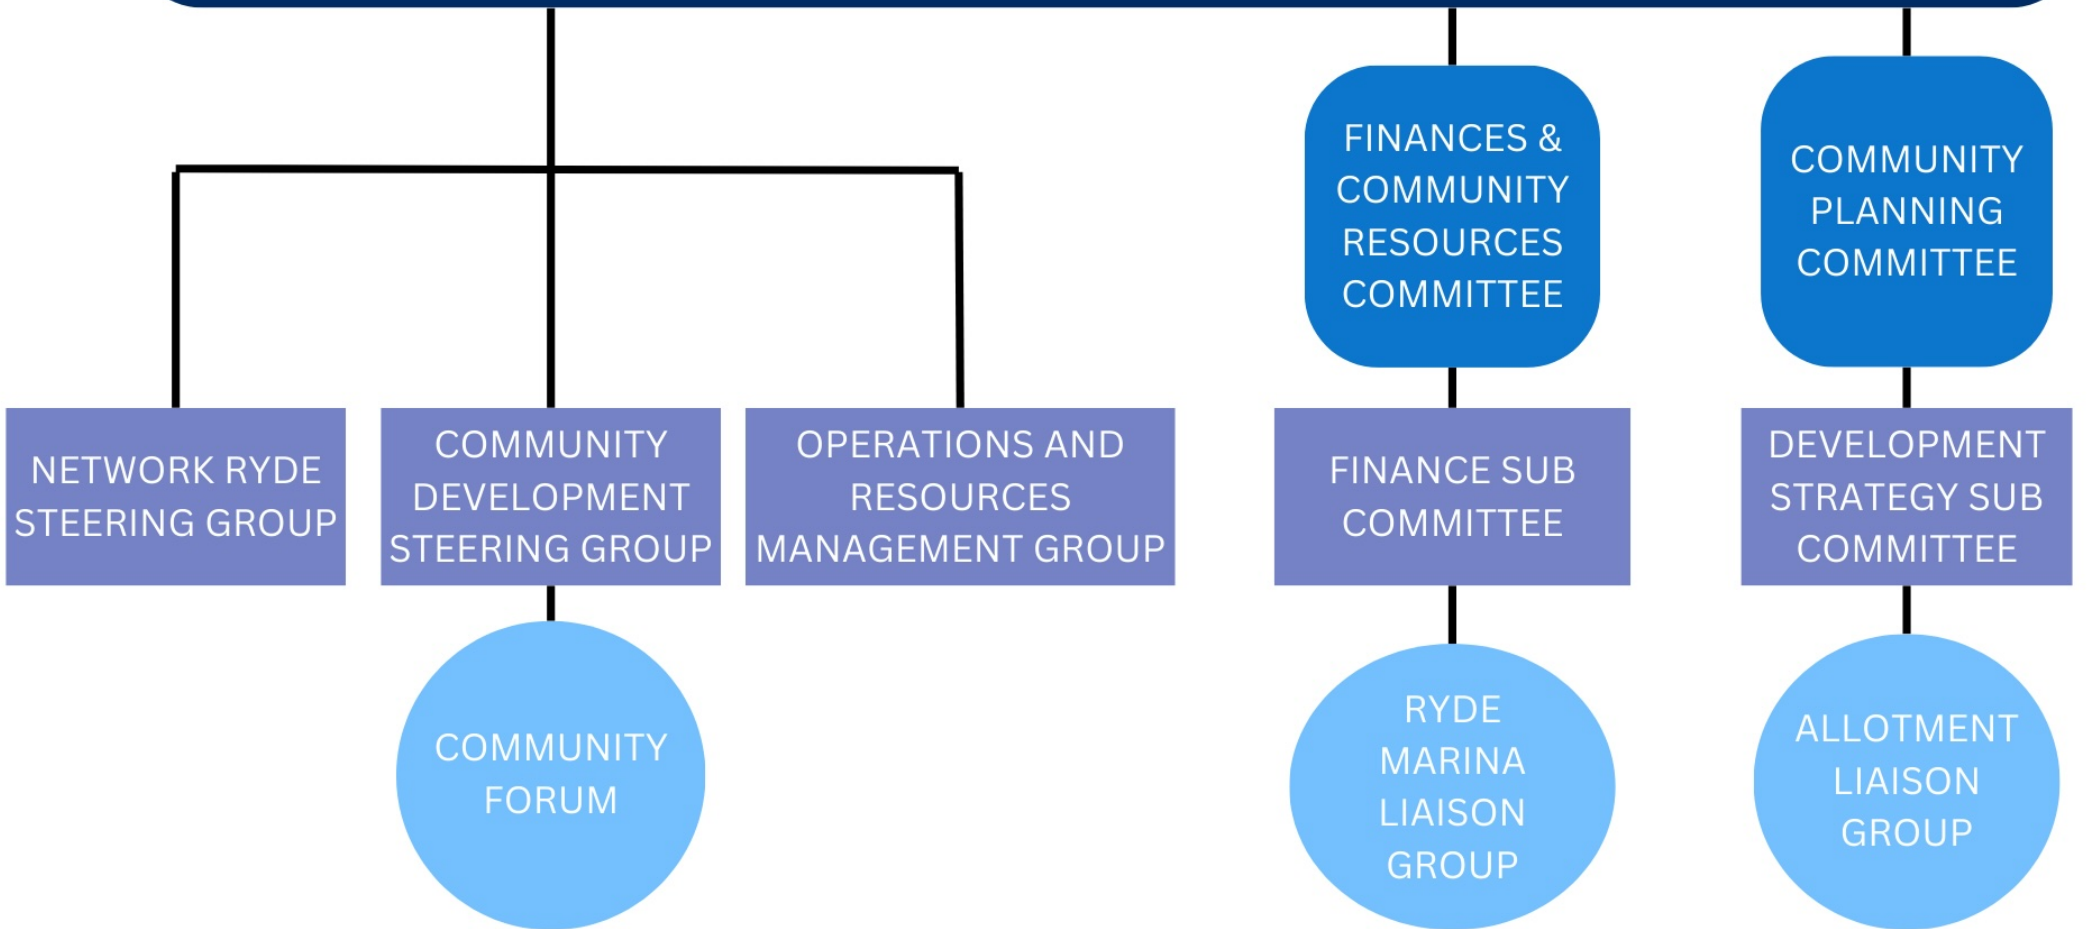 FINANCES &
COMMUNITY
RESOURCES
COMMITTEE
COMMUNITY
PLANNING
COMMITTEE
NETWORK RYDE
STEERING GROUP
COMMUNITY
DEVELOPMENT
STEERING GROUP
OPERATIONS AND
RESOURCES
MANAGEMENT GROUP
FINANCE SUB
COMMITTEE
DEVELOPMENT
STRATEGY SUB
COMMITTEE
COMMUNITY
FORUM
RYDE
MARINA
LIAISON
GROUP
ALLOTMENT
LIAISON
GROUP